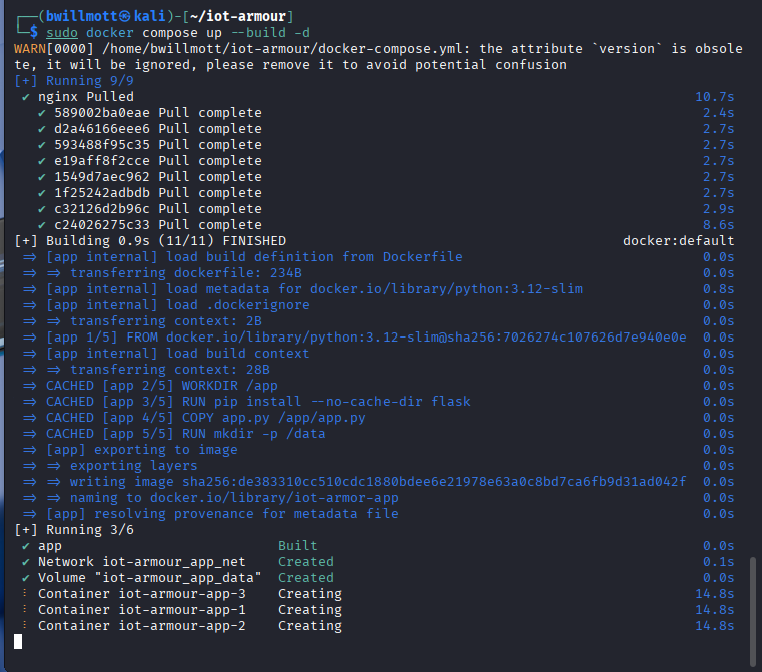 ┌──(bwillmott㉿kali)-[~/iot-armour]
└─$ sudo docker compose up --build -d
WARN[0000] /home/bwillmott/iot-armour/docker-compose.yml: the attribute `version` is obsole
te, it will be ignored, please remove it to avoid potential confusion
[+] Running 9/9
✔ nginx Pulled 10.7s
✔ 589002ba0eae Pull complete 2.4s
✔ d2a46166eee6 Pull complete 2.7s
✔ 593488f95c35 Pull complete 2.7s
✔ e19aff8f2cce Pull complete 2.7s
✔ 1549d7aec962 Pull complete 2.7s
✔ 1f25242adbdb Pull complete 2.7s
✔ c32126d2b96c Pull complete 2.9s
✔ c24026275c33 Pull complete 8.6s
[+] Building 0.9s (11/11) FINISHED docker:default
=> [app internal] load build definition from Dockerfile 0.0s
=> => transferring dockerfile: 234B 0.0s
=> [app internal] load metadata for docker.io/library/python:3.12-slim 0.8s
=> [app internal] load .dockerignore 0.0s
=> => transferring context: 2B 0.0s
=> [app 1/5] FROM docker.io/library/python:3.12-slim@sha256:7026274c107626d7e940e0e 0.0s
=> [app internal] load build context 0.0s
=> => transferring context: 28B 0.0s
=> CACHED [app 2/5] WORKDIR /app 0.0s
=> CACHED [app 3/5] RUN pip install --no-cache-dir flask 0.0s
=> CACHED [app 4/5] COPY app.py /app/app.py 0.0s
=> CACHED [app 5/5] RUN mkdir -p /data 0.0s
=> [app] exporting to image 0.0s
=> => exporting layers 0.0s
=> => writing image sha256:de383310cc510cdc1880bdee6e21978e63a0c8bd7ca6fb9d31ad042f 0.0s
=> => naming to docker.io/library/iot-armor-app 0.0s
=> [app] resolving provenance for metadata file 0.0s
[+] Running 3/6
✔ app Built 0.0s
✔ Network iot-armour_app_net Created 0.1s
✔ Volume "iot-armour_app_data" Created 0.0s
⠸ Container iot-armour-app-3 Creating 14.8s
⠸ Container iot-armour-app-1 Creating 14.8s
⠸ Container iot-armour-app-2 Creating 14.8s